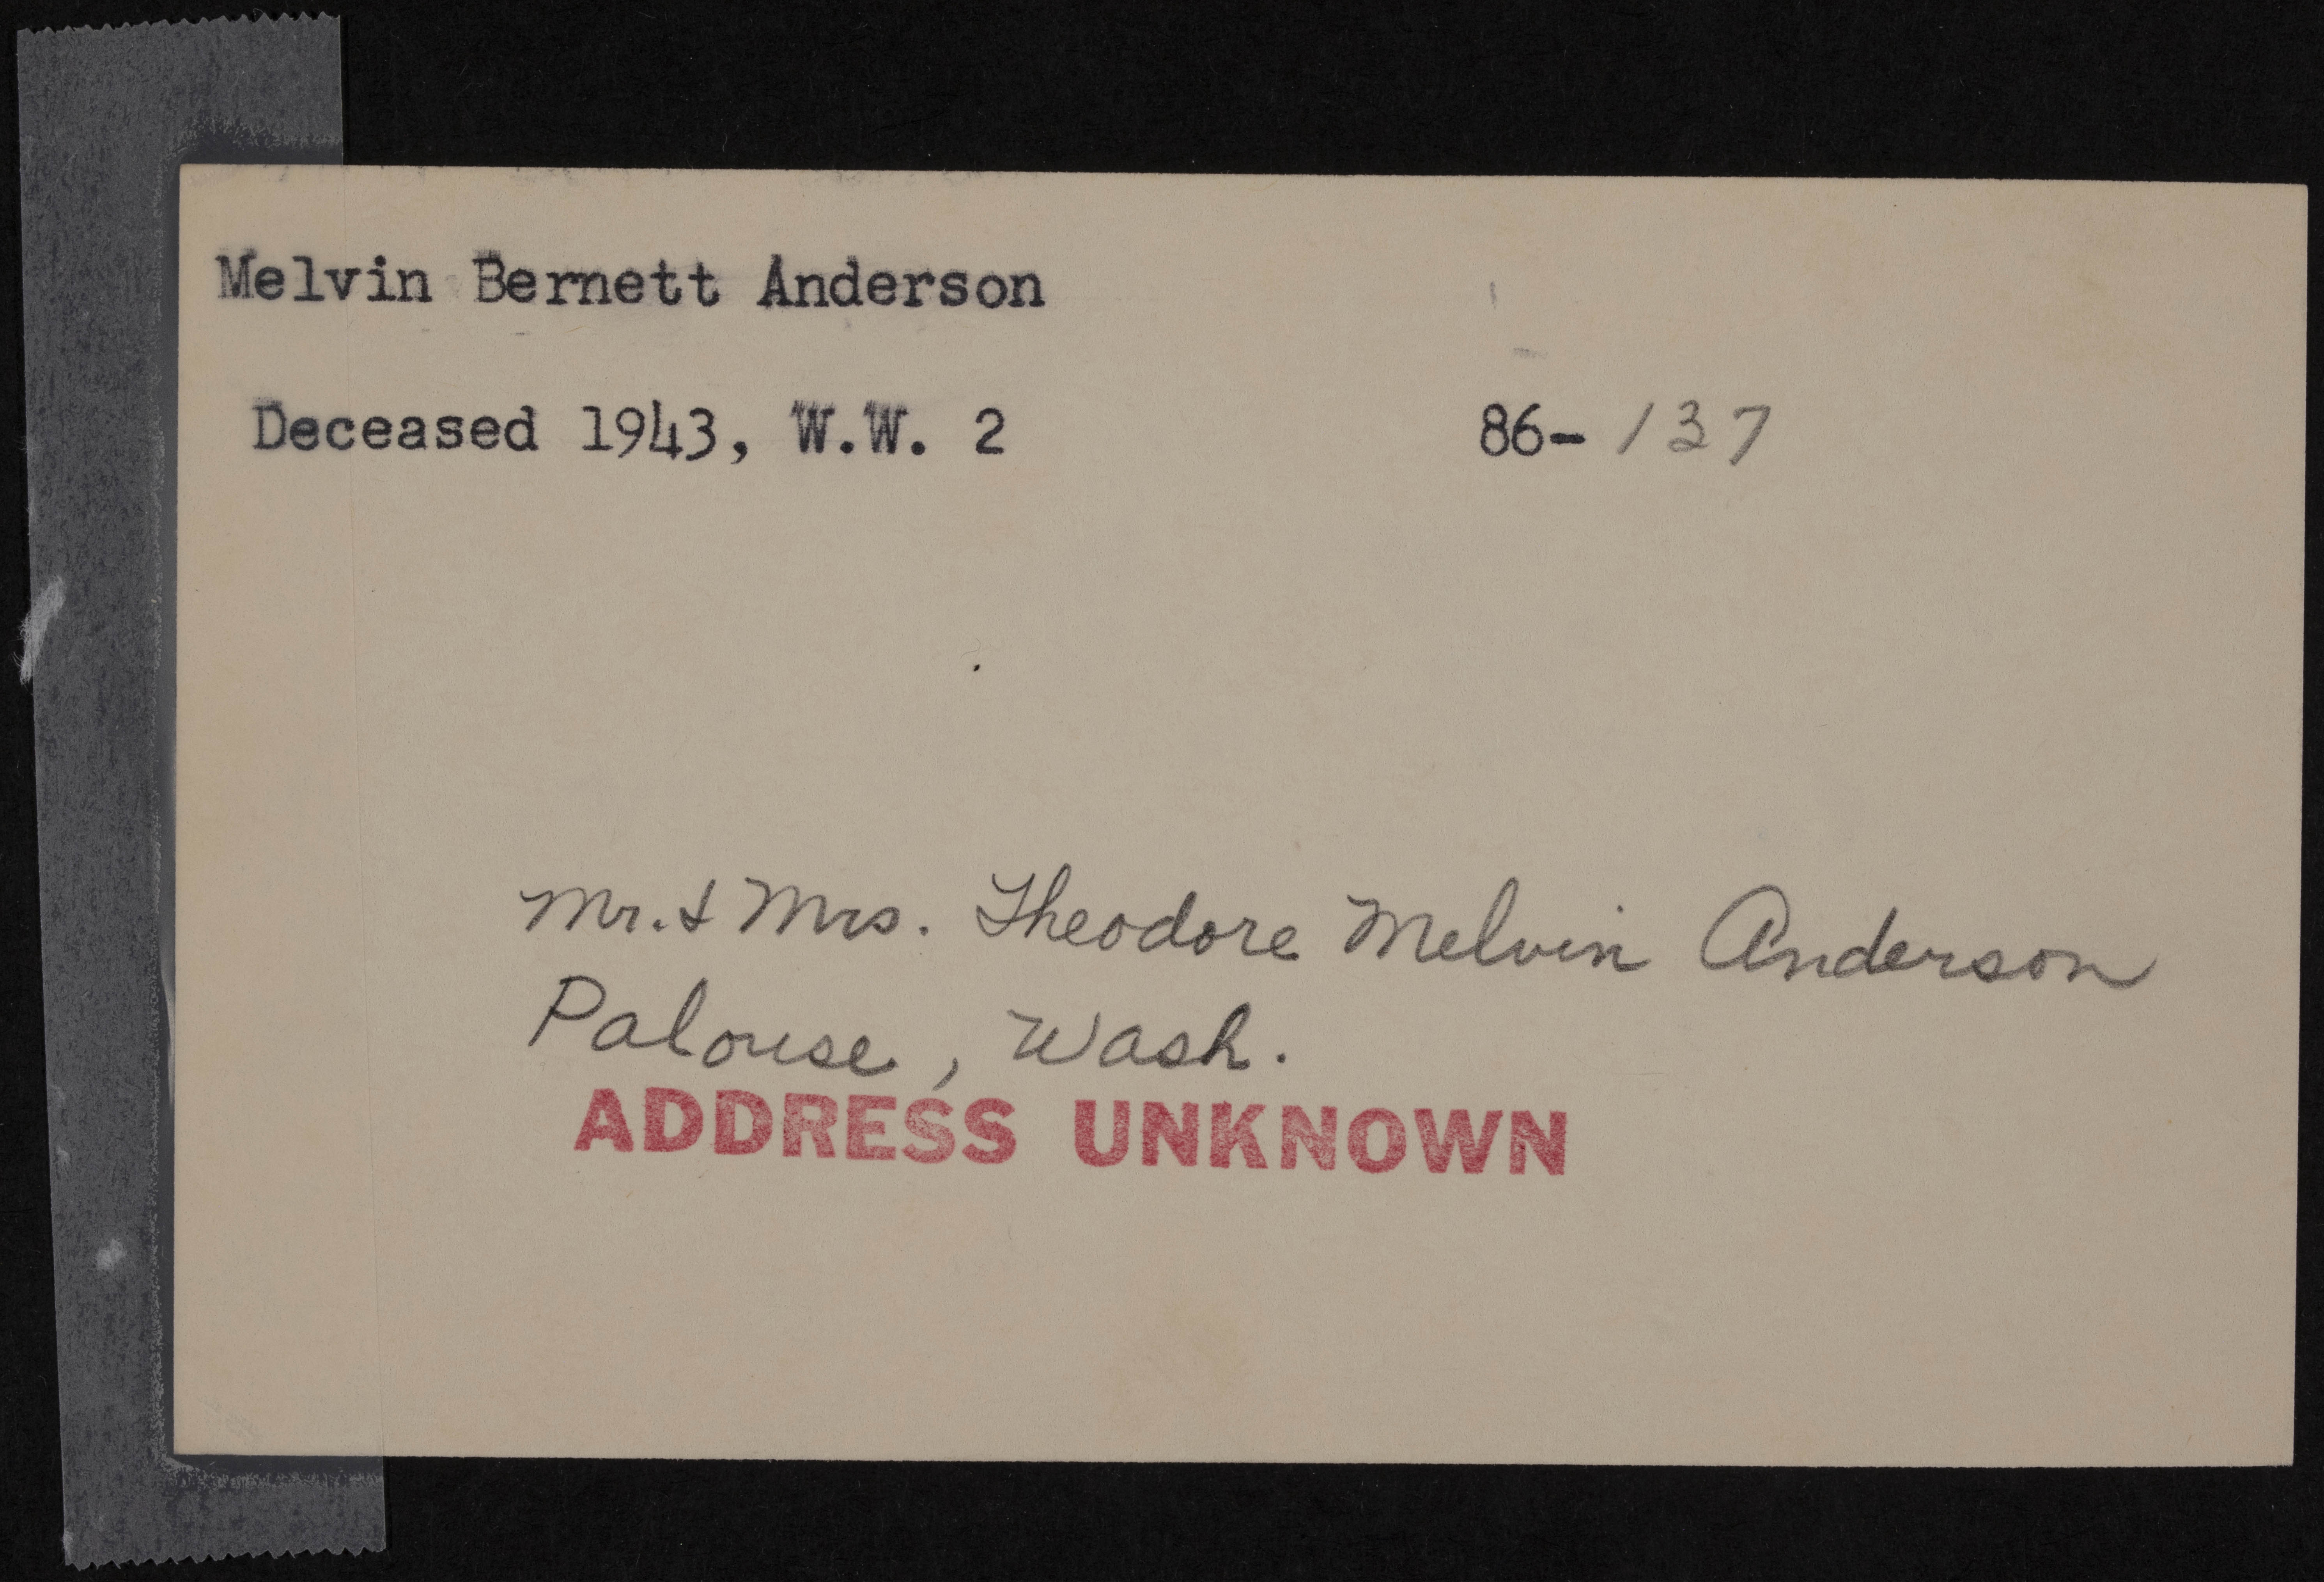 Melvin Bernett Anderson
Deceased 1943, W.W. 2 86-137
Mr. & Mrs. Theodore Melvin Anderson
Palouse, Wash.
ADDRESS UNKNOWN